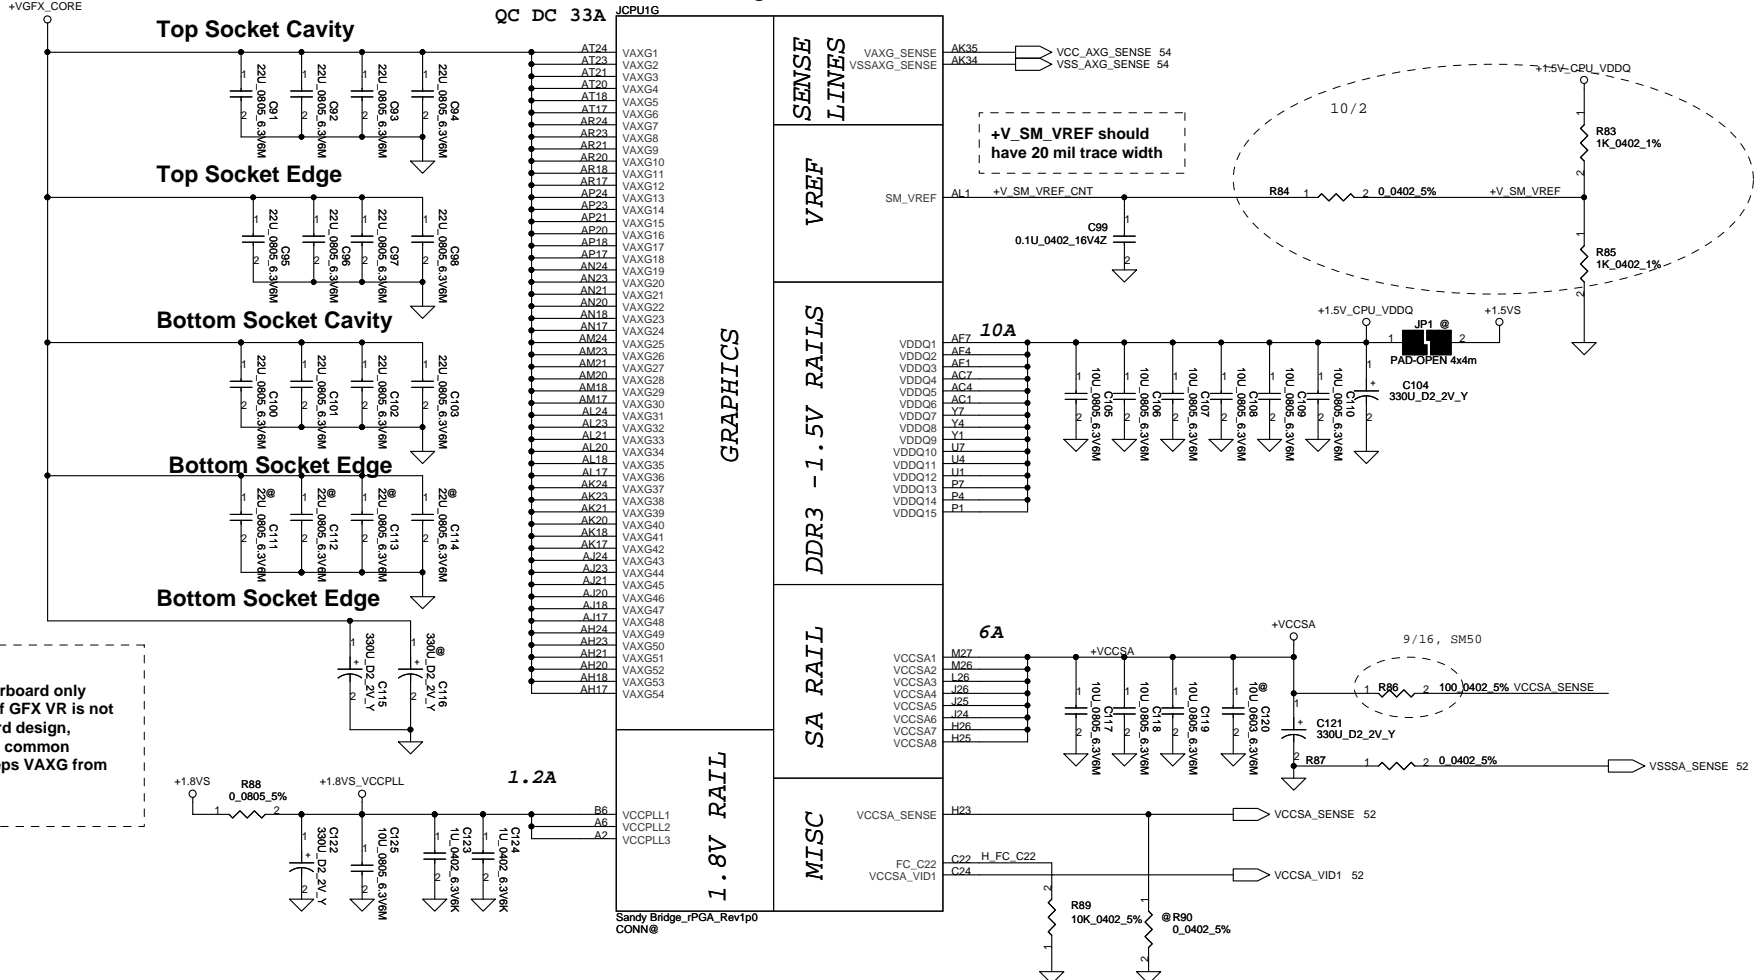 +VGFX_CORE
QC DC 33A
JCPU1G
Top Socket Cavity
22U_0805_6.3V6M C91
22U_0805_6.3V6M C92
22U_0805_6.3V6M C93
22U_0805_6.3V6M C94
Top Socket Edge
22U_0805_6.3V6M C95
22U_0805_6.3V6M C96
22U_0805_6.3V6M C97
22U_0805_6.3V6M C98
Bottom Socket Cavity
22U_0805_6.3V6M C100
22U_0805_6.3V6M C101
22U_0805_6.3V6M C102
22U_0805_6.3V6M C103
Bottom Socket Edge
22U_0805_6.3V6M @ C111
22U_0805_6.3V6M @ C112
22U_0805_6.3V6M @ C113
22U_0805_6.3V6M @ C114
Bottom Socket Edge
330U_D2_2V_Y C115
330U_D2_2V_Y @ C116
rboard only
f GFX VR is not
rd design,
common
ps VAXG from
+1.8VS
R88
0_0805_5%
1 2
+1.8VS_VCCPLL
1.2A
330U_D2_2V_Y C122
10U_0805_6.3V6M C125
1U_0402_6.3V6K C123
1U_0402_6.3V6K C124
AT24 VAXG1
AT23 VAXG2
AT21 VAXG3
AT20 VAXG4
AT18 VAXG5
AT17 VAXG6
AR24 VAXG7
AR23 VAXG8
AR21 VAXG9
AR20 VAXG10
AR18 VAXG11
AR17 VAXG12
AP24 VAXG13
AP23 VAXG14
AP21 VAXG15
AP20 VAXG16
AP18 VAXG17
AP17 VAXG18
AN24 VAXG19
AN23 VAXG20
AN21 VAXG21
AN20 VAXG22
AN18 VAXG23
AN17 VAXG24
AM24 VAXG25
AM23 VAXG26
AM21 VAXG27
AM20 VAXG28
AM18 VAXG29
AM17 VAXG30
AL24 VAXG31
AL23 VAXG32
AL21 VAXG33
AL20 VAXG34
AL18 VAXG35
AL17 VAXG36
AK24 VAXG37
AK23 VAXG38
AK21 VAXG39
AK20 VAXG40
AK18 VAXG41
AK17 VAXG42
AJ24 VAXG43
AJ23 VAXG44
AJ21 VAXG45
AJ20 VAXG46
AJ18 VAXG47
AJ17 VAXG48
AH24 VAXG49
AH23 VAXG50
AH21 VAXG51
AH20 VAXG52
AH18 VAXG53
AH17 VAXG54
B6 VCCPLL1
A6 VCCPLL2
A2 VCCPLL3
GRAPHICS
1.8V RAIL
SENSE LINES
VREF
DDR3 -1.5V RAILS
SA RAIL
MISC
Sandy Bridge_rPGA_Rev1p0
CONN@
VAXG_SENSE AK35 VCC_AXG_SENSE 54
VSSAXG_SENSE AK34 VSS_AXG_SENSE 54
+V_SM_VREF should
have 20 mil trace width
SM_VREF AL1 +V_SM_VREF_CNT
C99
0.1U_0402_16V4Z
10/2
+1.5V_CPU_VDDQ
R83
1K_0402_1%
R84 1 2 0_0402_5% +V_SM_VREF
R85
1K_0402_1%
10A
VDDQ1 AF7
VDDQ2 AF4
VDDQ3 AF1
VDDQ4 AC7
VDDQ5 AC4
VDDQ6 AC1
VDDQ7 Y7
VDDQ8 Y4
VDDQ9 Y1
VDDQ10 U7
VDDQ11 U4
VDDQ12 U1
VDDQ13 P7
VDDQ14 P4
VDDQ15 P1
10U_0805_6.3V6M C105
10U_0805_6.3V6M C106
10U_0805_6.3V6M C107
10U_0805_6.3V6M C108
10U_0805_6.3V6M C109
10U_0805_6.3V6M C110
+1.5V_CPU_VDDQ
+1.5VS
JP1 @
1 2
PAD-OPEN 4x4m
C104
330U_D2_2V_Y
6A
VCCSA1 M27
VCCSA2 M26
VCCSA3 L26
VCCSA4 J26
VCCSA5 J25
VCCSA6 J24
VCCSA7 H26
VCCSA8 H25
+VCCSA
10U_0805_6.3V6M C117
10U_0805_6.3V6M C118
10U_0805_6.3V6M C119
10U_0603_6.3V6M @ C120
+VCCSA
9/16, SM50
1 R86 2 100_0402_5% VCCSA_SENSE
C121
330U_D2_2V_Y
R87 1 2 0_0402_5% VSSSA_SENSE 52
VCCSA_SENSE H23 VCCSA_SENSE 52
FC_C22 C22 H_FC_C22
VCCSA_VID1 C24 VCCSA_VID1 52
R89
10K_0402_5%
@ R90
0_0402_5%